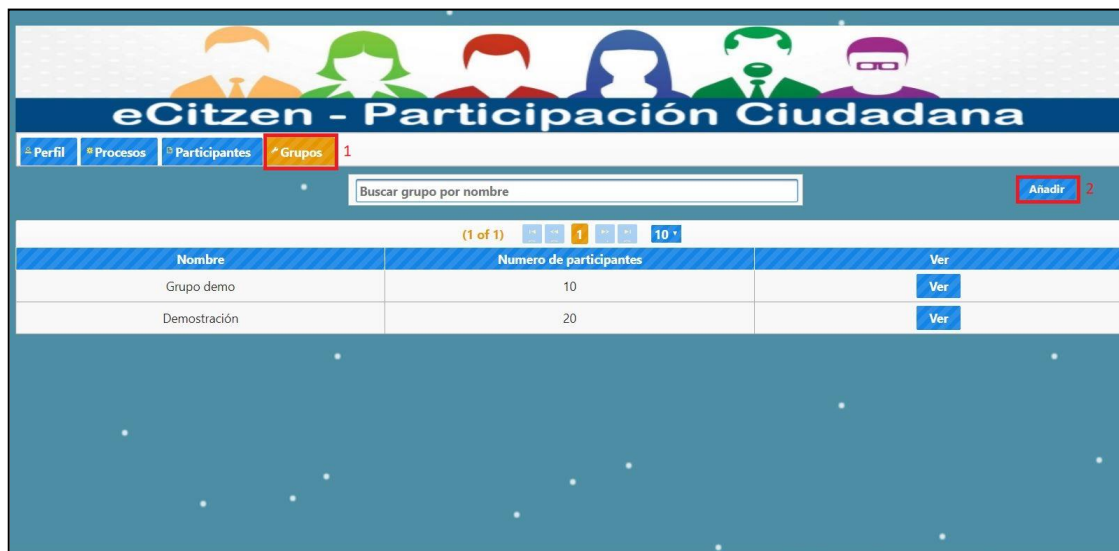 eCitzen - Participación Ciudadana
Perfil Procesos Participantes Grupos 1
Buscar grupo por nombre Añadir 2
(1 of 1) 1 10
Nombre Numero de participantes Ver
Grupo demo 10 Ver
Demostración 20 Ver